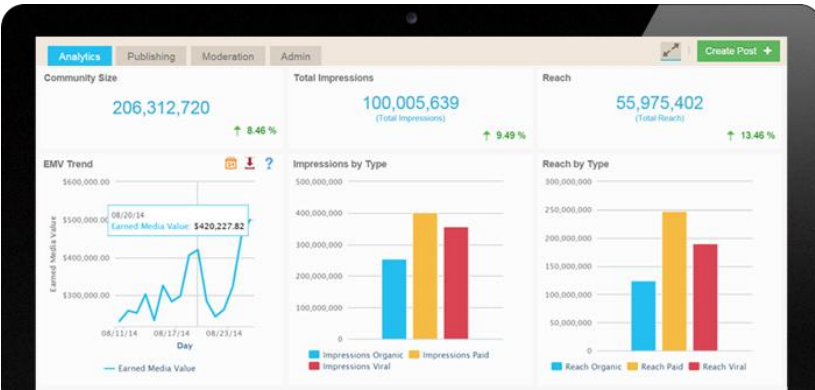 Analytics Publishing Moderation Admin Create Post +
Community Size
206,312,720
8.46 %
Total Impressions
100,005,639
(Total Impressions)
9.49 %
Reach
55,975,402
(Total Reach)
13.46 %
EMV Trend
?
$600,000.00
$500,000.00
$400,000.00
$300,000.00
Earned Media Value
08/20/14
Earned Media Value: $420,227.82
08/11/14 08/17/14 08/23/14
Day
Earned Media Value
Impressions by Type
500,000,000
400,000,000
300,000,000
200,000,000
100,000,000
0
Impressions Organic Impressions Paid
Impressions Viral
Reach by Type
300,000,000
250,000,000
200,000,000
150,000,000
100,000,000
50,000,000
0
Reach Organic Reach Paid Reach Viral